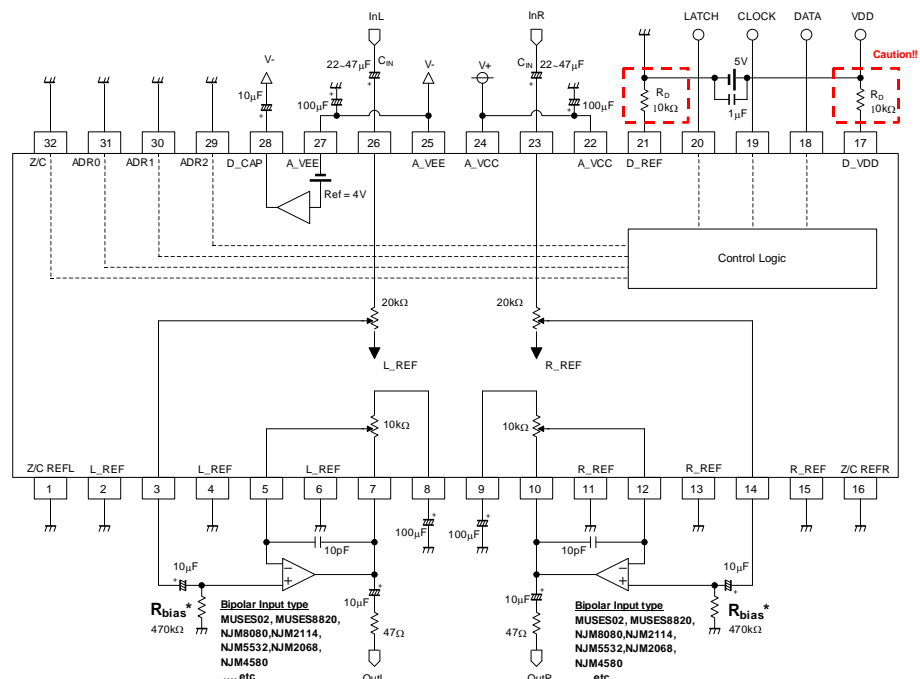 InL InR LATCH CLOCK DATA VDD
Caution!!
V- 22~47μF CIN V- V+ CIN 22~47μF 5V
10μF 100μF 100μF RD 10kΩ 1μF RD 10kΩ
32 31 30 29 28 27 26 25 24 23 22 21 20 19 18 17
Z/C ADR0 ADR1 ADR2 D_CAP A_VEE A_VEE A_VCC A_VCC D_REF D_VDD
Ref = 4V
Control Logic
20kΩ 20kΩ
L_REF R_REF
10kΩ 10kΩ
Z/C REFL L_REF L_REF L_REF R_REF R_REF R_REF Z/C REFR
1 2 3 4 5 6 7 8 9 10 11 12 13 14 15 16
100μF 100μF
10pF 10pF
10μF 10μF
Rbias* 10μF 10μF Rbias*
470kΩ 47Ω 47Ω 470kΩ
Bipolar Input type
MUSES02, MUSES8820,
NJM8080,NJM2114,
NJM5532,NJM2068,
NJM4580
....etc
Bipolar Input type
MUSES02, MUSES8820,
NJM8080,NJM2114,
NJM5532,NJM2068,
NJM4580
OutL OutR